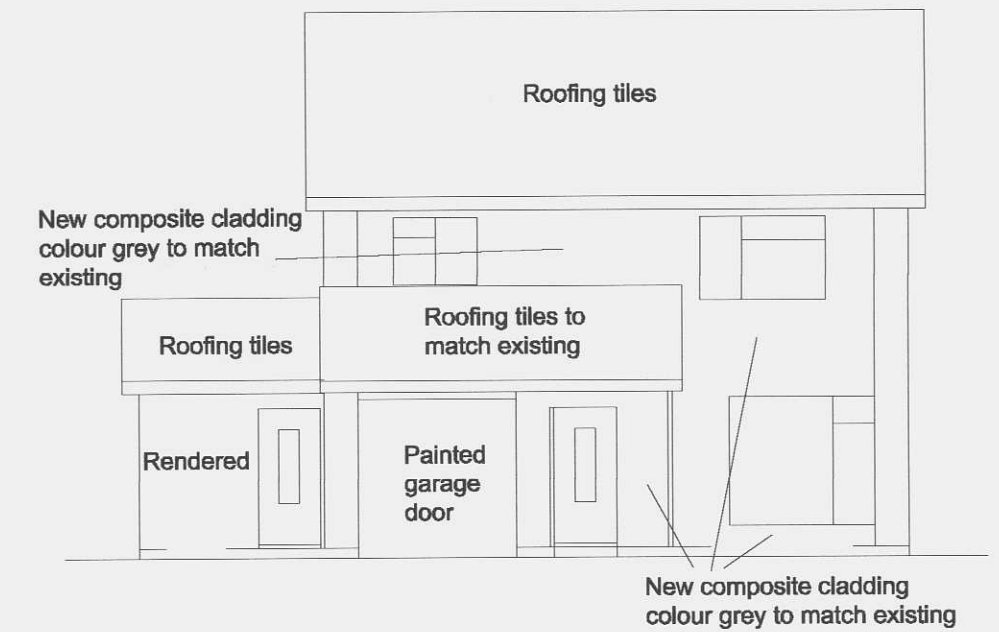 Roofing tiles
New composite cladding
colour grey to match
existing
Roofing tiles
Roofing tiles to
match existing
Rendered
Painted
garage
door
New composite cladding
colour grey to match existing